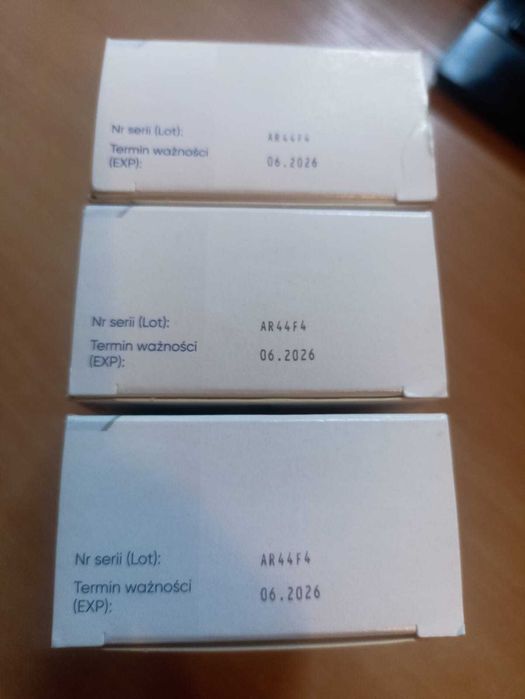 Nr serii (Lot): AR44F4
Termin ważności
(EXP): 06.2026
Nr serii (Lot): AR44F4
Termin ważności 06.2026
(EXP):
Nr serii (Lot): AR44F4
Termin ważności 06.2026
(EXP):